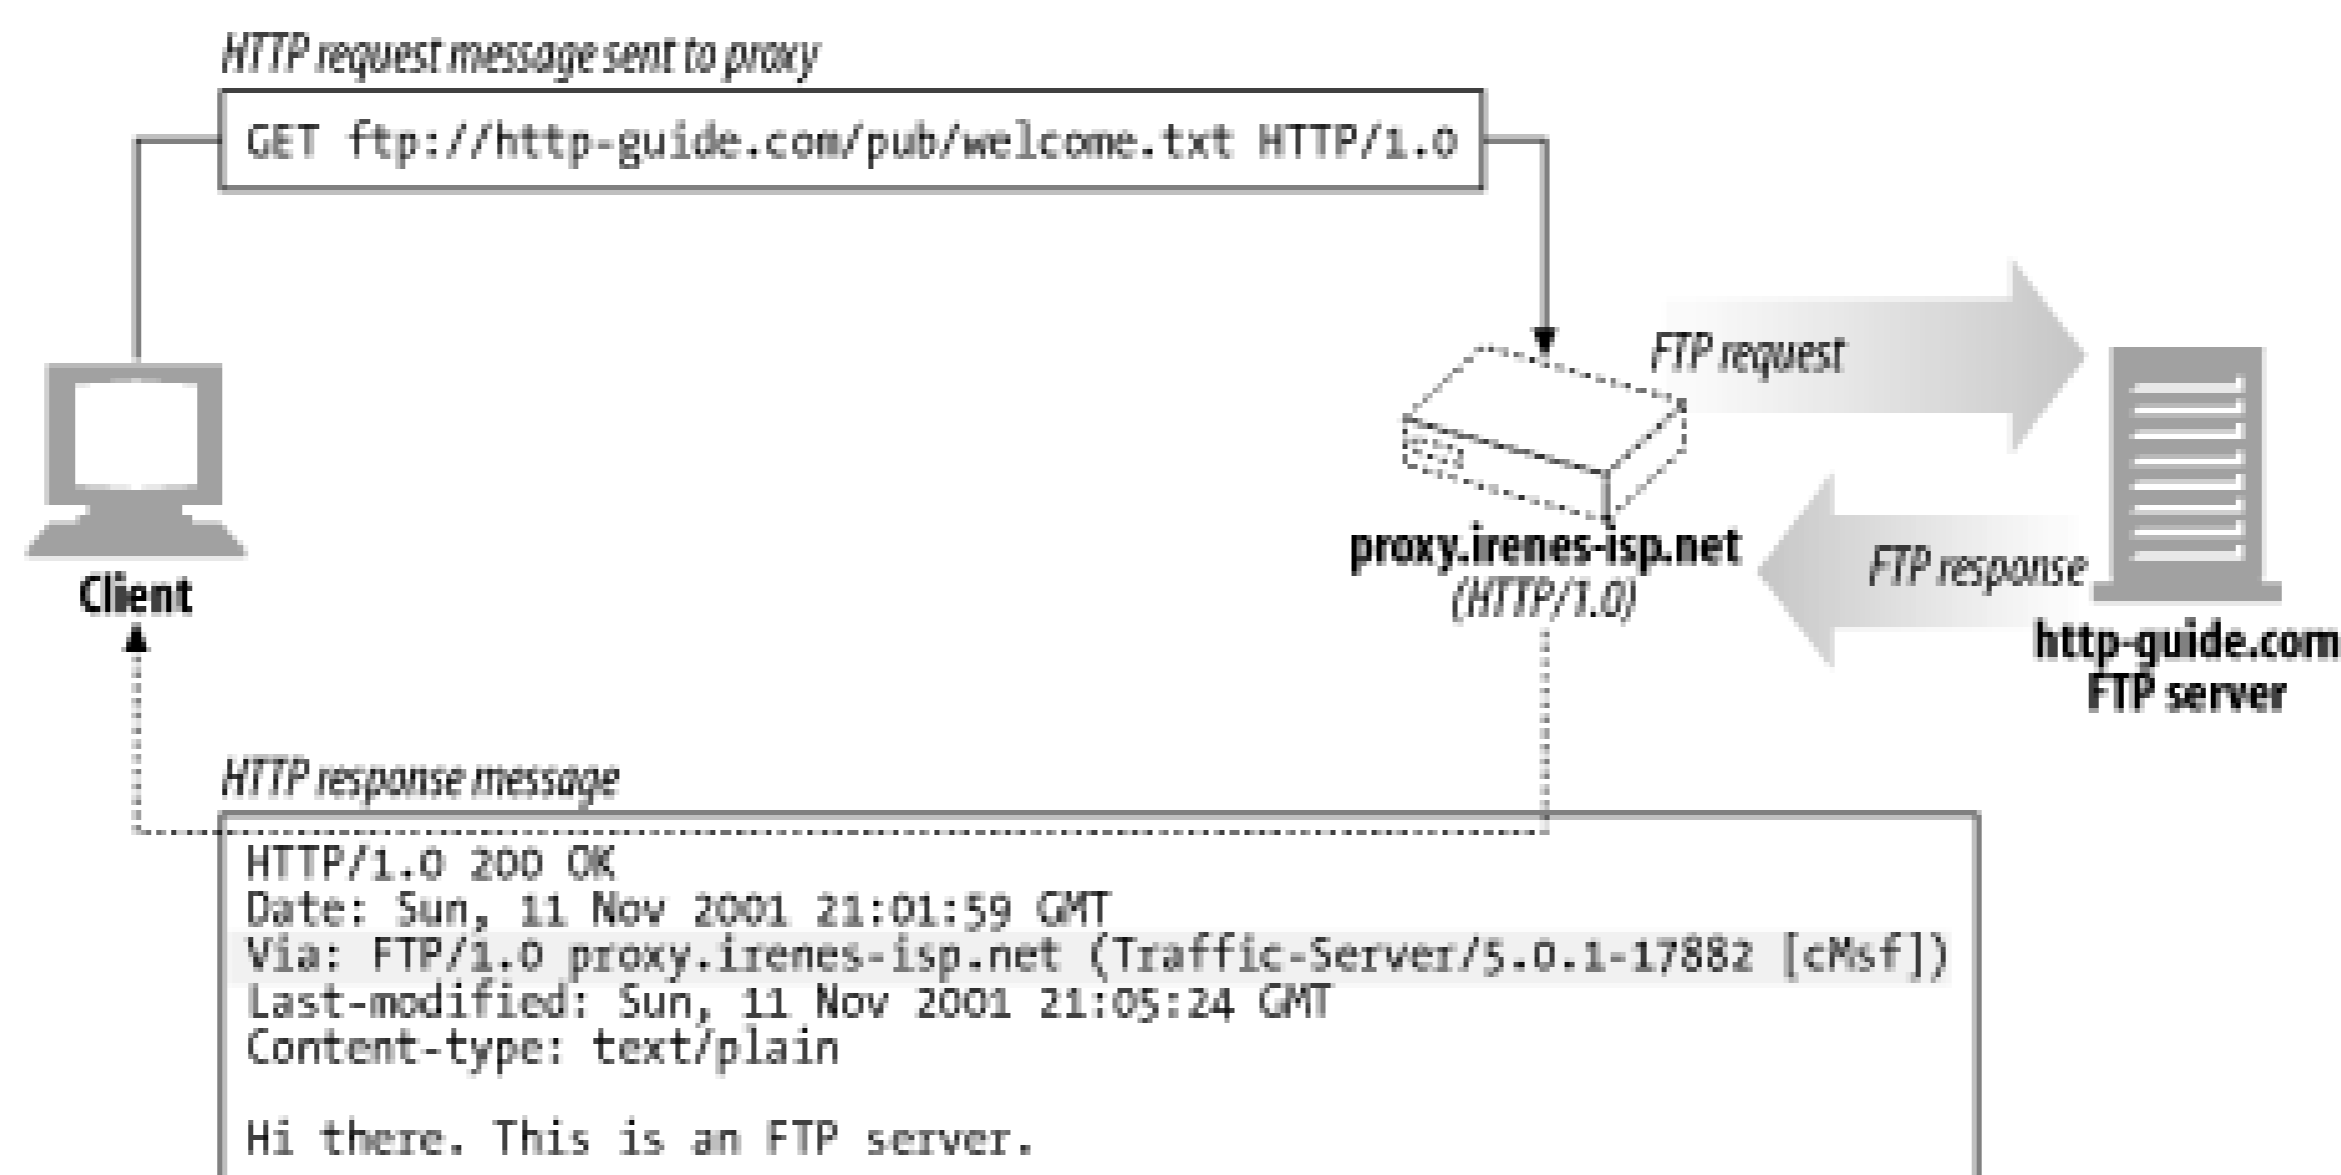 HTTP request message sent to proxy
GET ftp://http-guide.com/pub/welcome.txt HTTP/1.0
FTP request
proxy.irenes-isp.net
(HTTP/1.0)
FTP response
Client
http-guide.com
FTP server
HTTP response message
HTTP/1.0 200 OK
Date: Sun, 11 Nov 2001 21:01:59 GMT
Via: FTP/1.0 proxy.irenes-isp.net (Traffic-Server/5.0.1-17882 [cMsf])
Last-modified: Sun, 11 Nov 2001 21:05:24 GMT
Content-type: text/plain
Hi there. This is an FTP server.